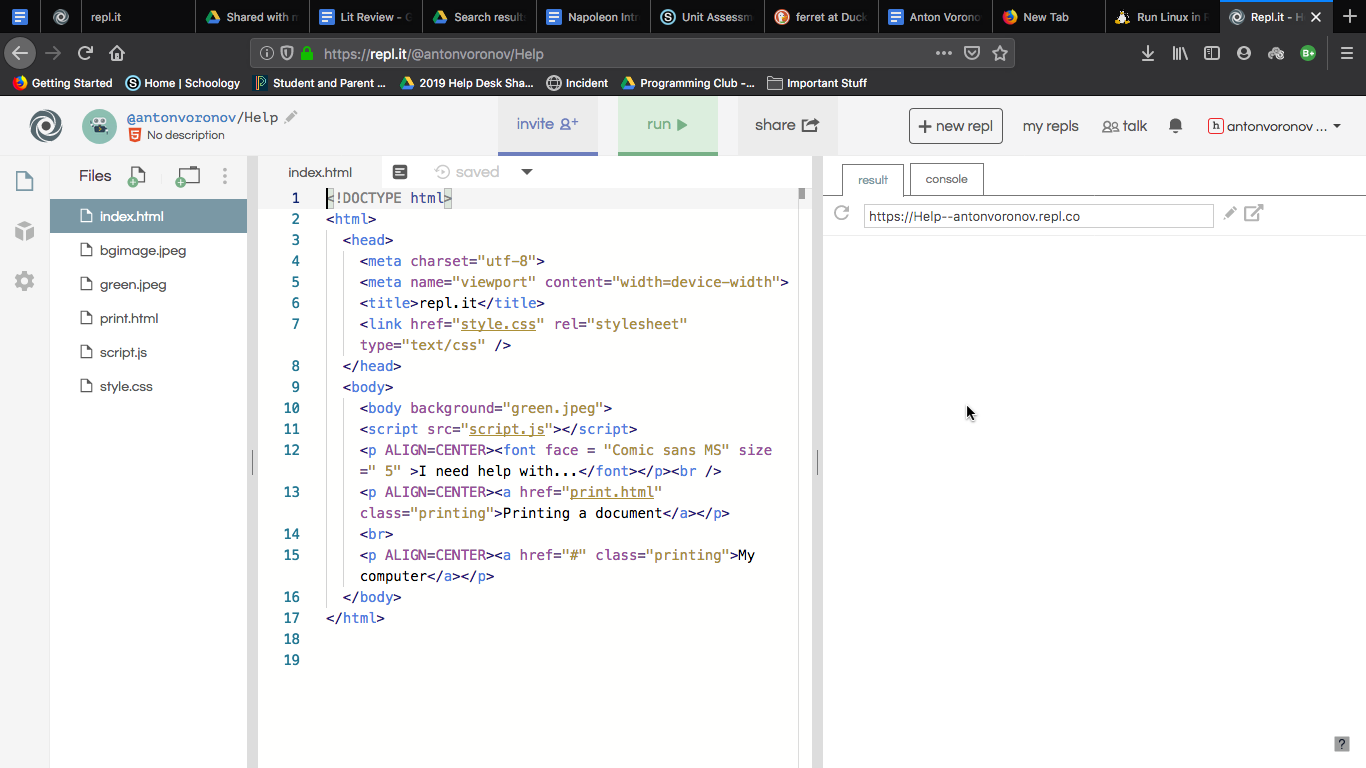 repl.it
Shared with m
Lit Review - G
Search result
Napoleon Intr
Unit Assessm
ferret at Duck
Anton Vorono
New Tab
Run Linux in
Repl.it - H
https://repl.it/@antonvoronov/Help
Getting Started
Home | Schoology
Student and Parent ...
2019 Help Desk Sha...
Incident
Programming Club -...
Important Stuff
@antonvoronov/Help
No description
invite
run
share
+ new repl
my repls
talk
h antonvoronov ...
Files
index.html
bgimage.jpeg
green.jpeg
print.html
script.js
style.css
index.html
saved
1 <!DOCTYPE html>
2 <html>
3 <head>
4 <meta charset="utf-8">
5 <meta name="viewport" content="width=device-width">
6 <title>repl.it</title>
7 <link href="style.css" rel="stylesheet"
type="text/css" />
8 </head>
9 <body>
10 <body background="green.jpeg">
11 <script src="script.js"></script>
12 <p ALIGN=CENTER><font face = "Comic sans MS" size
=" 5" >I need help with...</font></p><br />
13 <p ALIGN=CENTER><a href="print.html"
class="printing">Printing a document</a></p>
14 <br>
15 <p ALIGN=CENTER><a href="#" class="printing">My
computer</a></p>
16 </body>
17 </html>
18
19
result
console
https://Help--antonvoronov.repl.co
?